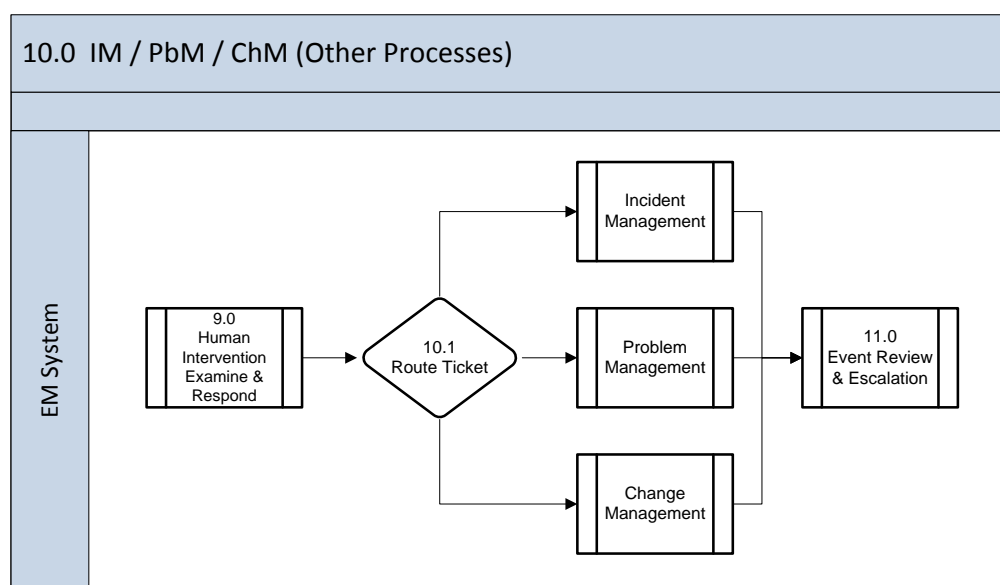 10.0 IM / PbM / ChM (Other Processes)
EM System
9.0
Human
Intervention
Examine &
Respond
10.1
Route Ticket
Incident
Management
Problem
Management
Change
Management
11.0
Event Review
& Escalation